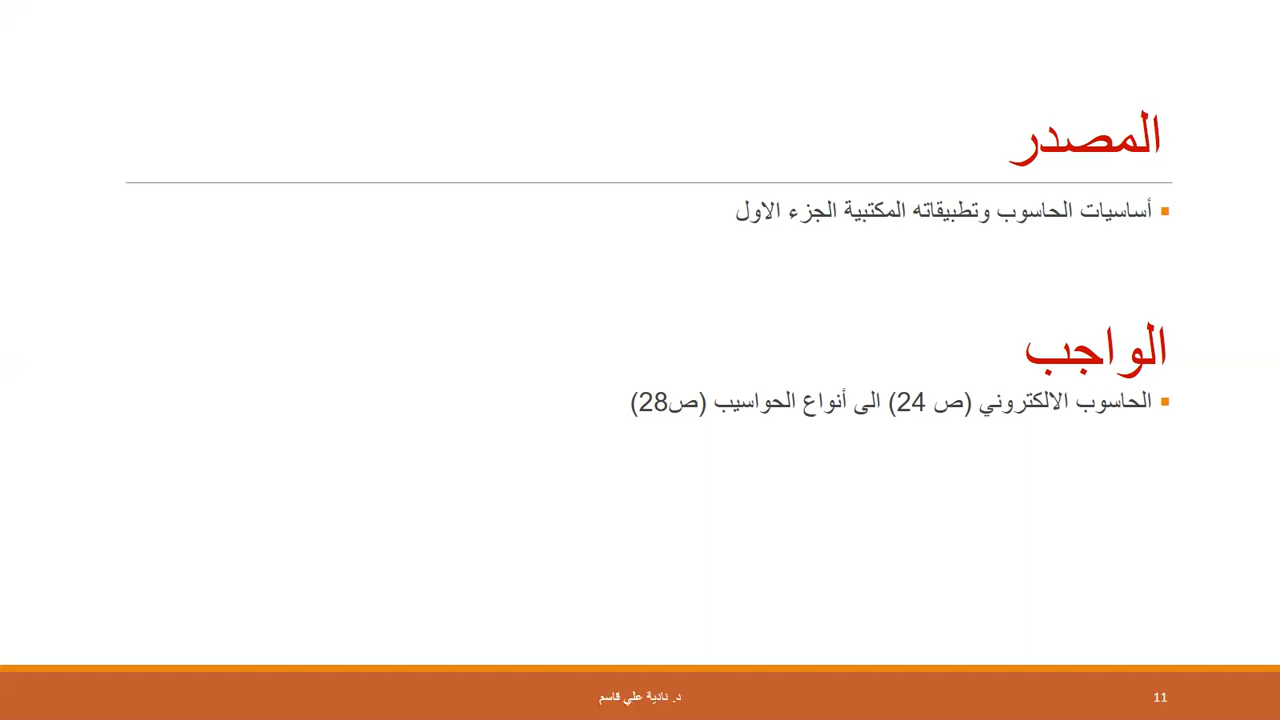 المصدر
أساسيات الحاسوب وتطبيقاته المكتبية الجزء الاول
الواجب
الحاسوب الالكتروني (ص 24) الى أنواع الحواسيب (ص28)
د. نادية علي قاسم
11